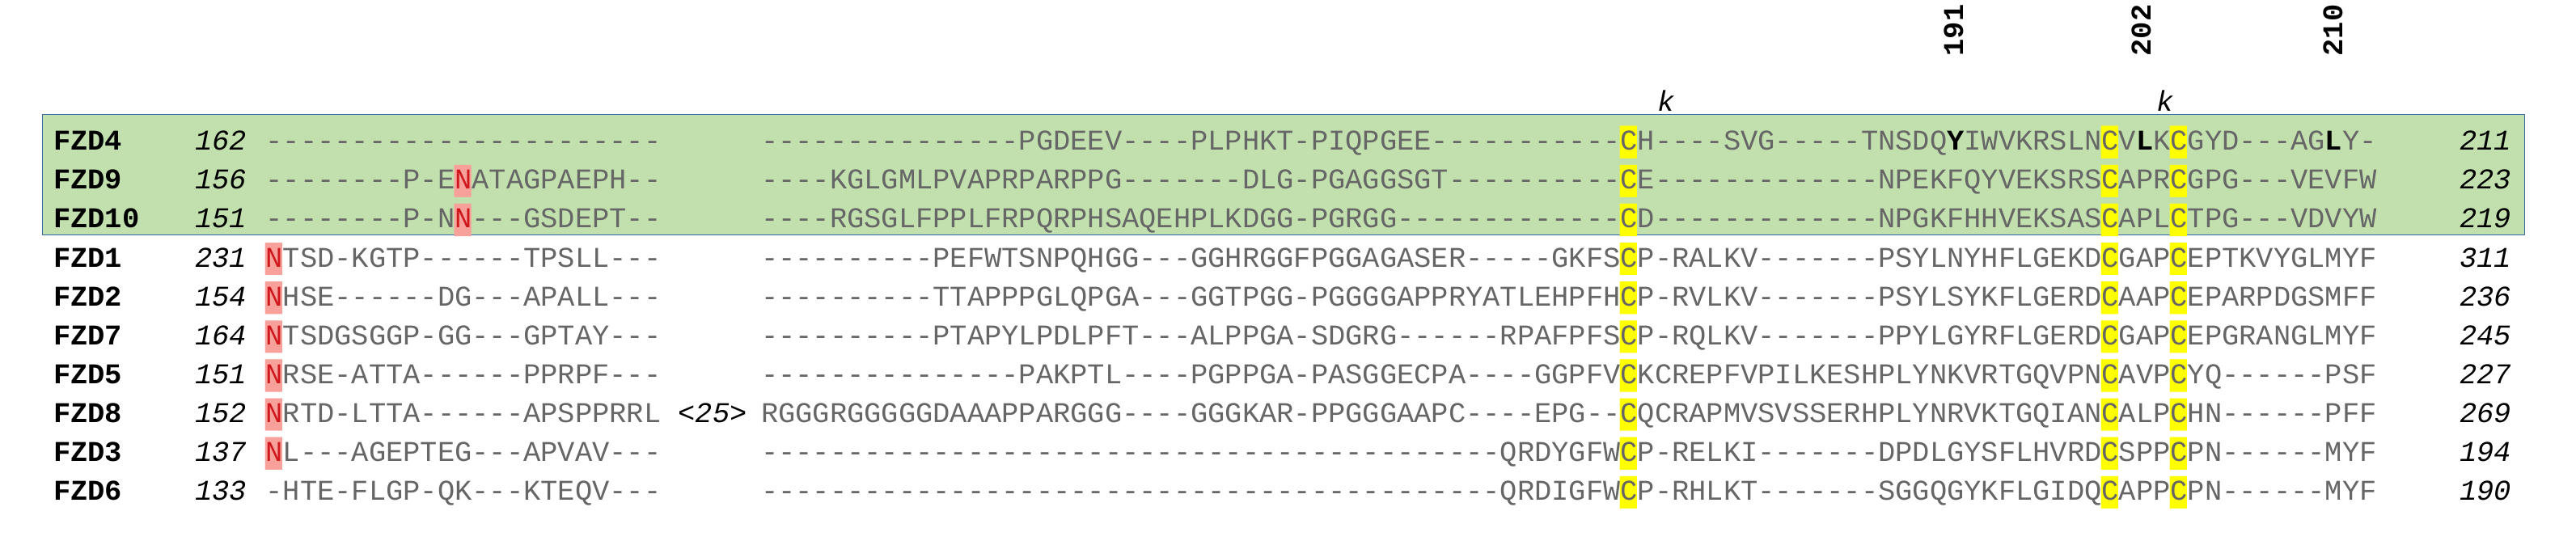 191 202 210
k k
FZD4 162 ----------------------- ---------------PGDEEV----PLPHKT-PIQPGEE-----------CH----SVG-----TNSDQYIWVKRSLNCVLKCGYD---AGLY- 211
FZD9 156 --------P-ENATAGPAEPH-- ----KGLGMLPVAPRPARPPG-------DLG-PGAGGSGT----------CE-------------NPEKFQYVEKSRSCAPRCGPG---VEVFW 223
FZD10 151 --------P-NN---GSDEPT-- ----RGSGLFPPLFRPQRPHSAQEHPLKDGG-PGRGG-------------CD-------------NPGKFHHVEKSASCAPLCTPG---VDVYW 219
FZD1 231 NTSD-KGTP------TPSLL--- ----------PEFWTSNPQHGG---GGHRGGFPGGAGASER-----GKFSCP-RALKV-------PSYLNYHFLGEKDCGAPCEPTKVYGLMYF 311
FZD2 154 NHSE------DG---APALL--- ----------TTAPPPGLQPGA---GGTPGG-PGGGGAPPRYATLEHPFHCP-RVLKV-------PSYLSYKFLGERDCAAPCEPARPDGSMFF 236
FZD7 164 NTSDGSGGP-GG---GPTAY--- ----------PTAPYLPDLPFT---ALPPGA-SDGRG------RPAFPFSCP-RQLKV-------PPYLGYRFLGERDCGAPCEPGRANGLMYF 245
FZD5 151 NRSE-ATTA------PPRPF--- ---------------PAKPTL----PGPPGA-PASGGECPA----GGPFVCKCREPFVPILKESHPLYNKVRTGQVPNCAVPCYQ------PSF 227
FZD8 152 NRTD-LTTA------APSPPRRL <25> RGGGRGGGGGDAAAPPARGGG----GGGKAR-PPGGGAAPC----EPG--CQCRAPMVSVSSERHPLYNRVKTGQIANCALPCHN------PFF 269
FZD3 137 NL---AGEPTEG---APVAV--- -------------------------------------------QRDYGFWCP-RELKI-------DPDLGYSFLHVRDCSPPCPN------MYF 194
FZD6 133 -HTE-FLGP-QK---KTEQV--- -------------------------------------------QRDIGFWCP-RHLKT-------SGGQGYKFLGIDQCAPPCPN------MYF 190